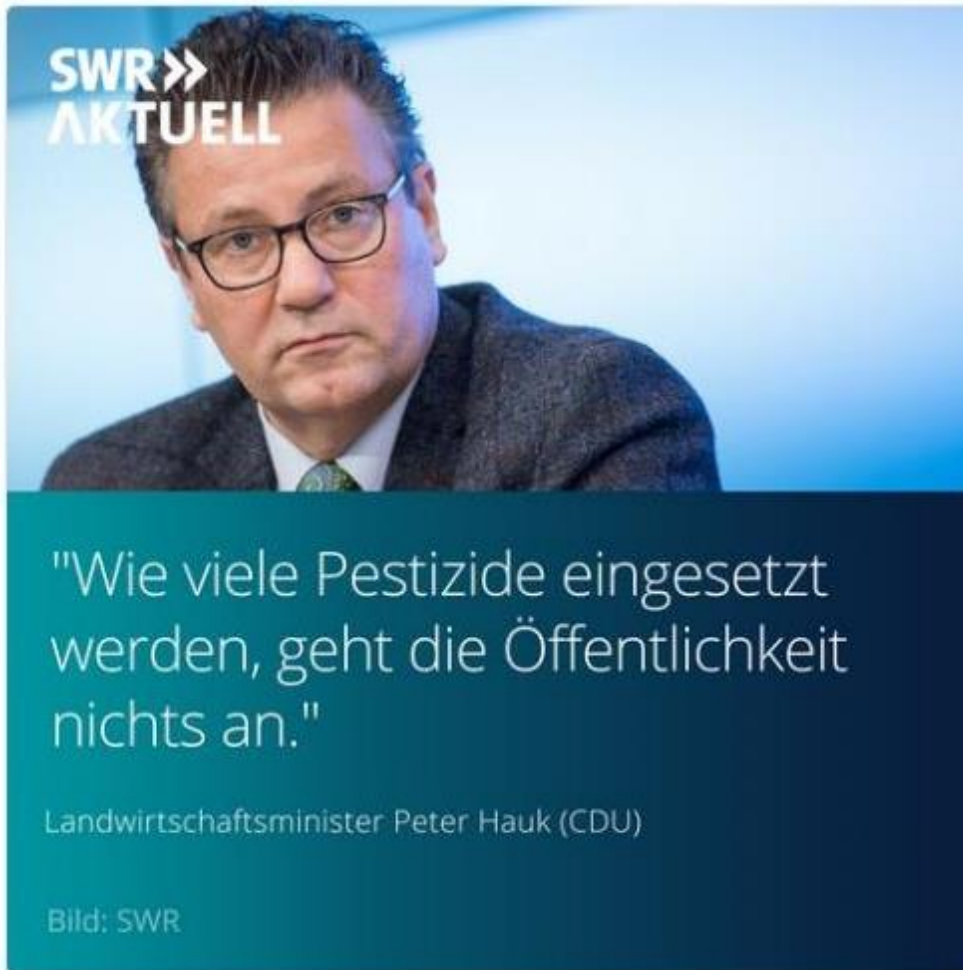 SWR»
AKTUELL
"Wie viele Pestizide eingesetzt
werden, geht die Öffentlichkeit
nichts an."
Landwirtschaftsminister Peter Hauk (CDU)
Bild: SWR